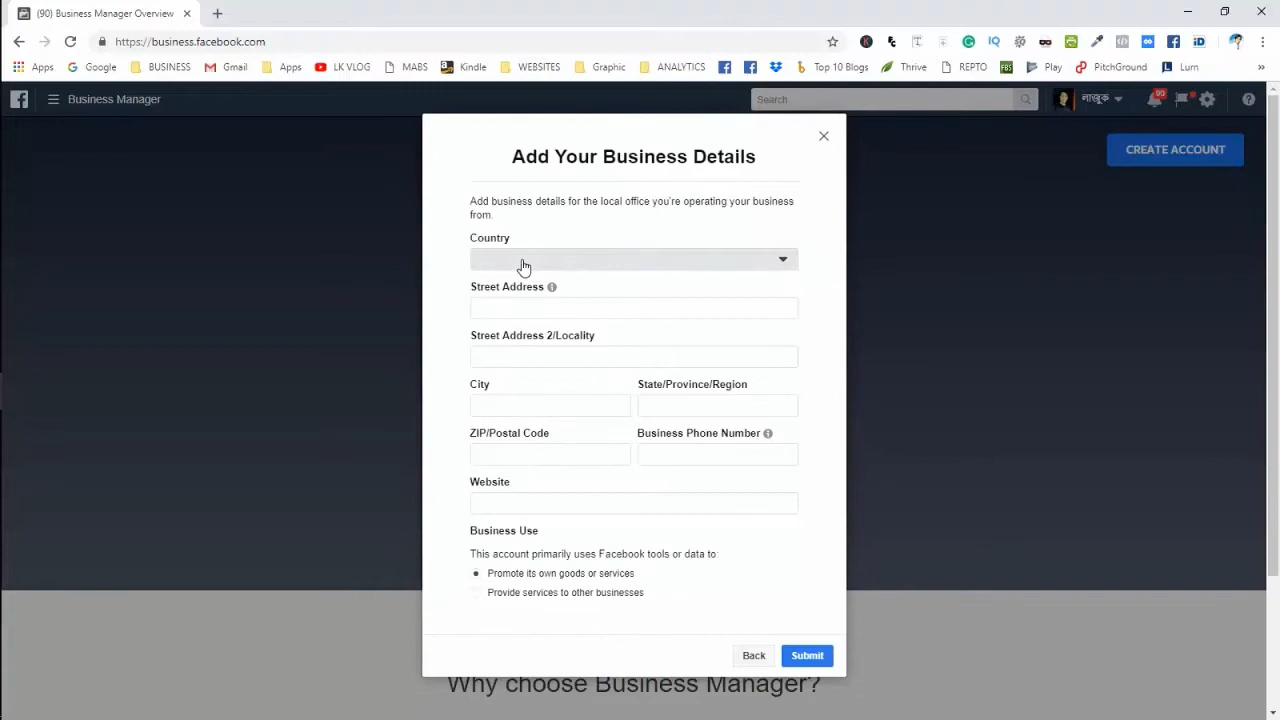 (90) Business Manager Overview
https://business.facebook.com
Apps Google BUSINESS Gmail Apps LK VLOG MABS Kindle WEBSITES Graphic ANALYTICS Top 10 Blogs Thrive REPTO Play PitchGround Lurn »
Business Manager Search লাজুক 90
CREATE ACCOUNT
Add Your Business Details
Add business details for the local office you're operating your business
from.
Country
Street Address
Street Address 2/Locality
City State/Province/Region
ZIP/Postal Code Business Phone Number
Website
Business Use
This account primarily uses Facebook tools or data to:
Promote its own goods or services
Provide services to other businesses
Back Submit
Why choose Business Manager?